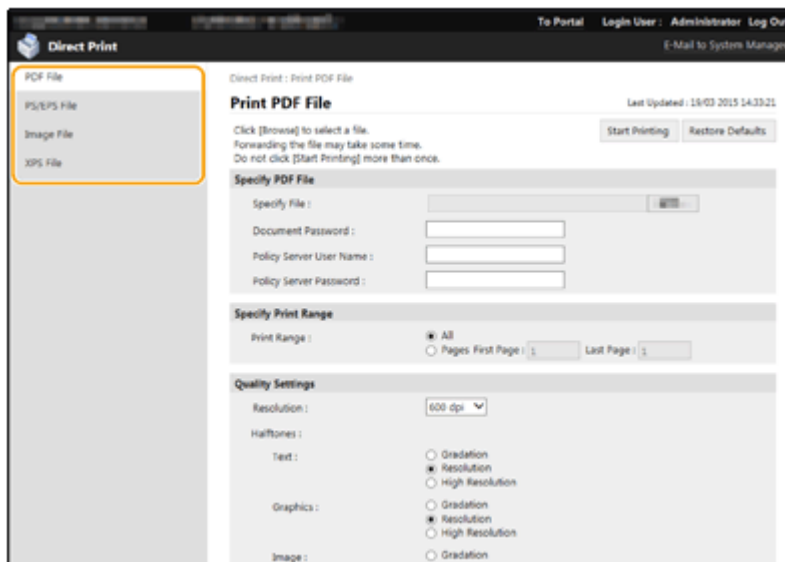 To Portal Login User : Administrator Log Ou
Direct Print
E-Mail to System Manage
PDF File
PS/EPS File
Image File
XPS File
Direct Print : Print PDF File
Print PDF File
Last Updated : 19/03 2015 14:33:21
Click [Browse] to select a file.
Forwarding the file may take some time.
Do not click [Start Printing] more than once.
Start Printing Restore Defaults
Specify PDF File
Specify File :
Document Password :
Policy Server User Name :
Policy Server Password :
Specify Print Range
Print Range :
All
Pages First Page : 1 Last Page : 1
Quality Settings
Resolution : 600 dpi
Halftones :
Text :
Gradation
Resolution
High Resolution
Graphics :
Gradation
Resolution
High Resolution
Image :
Gradation